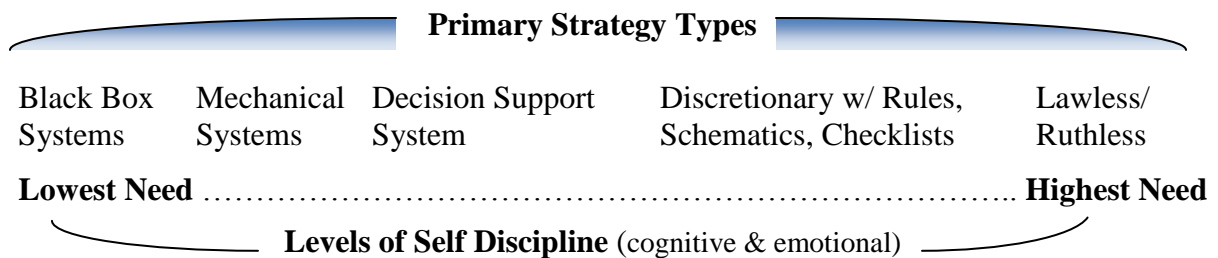 Primary Strategy Types
Black Box Mechanical Decision Support Discretionary w/ Rules, Lawless/
Systems Systems System Schematics, Checklists Ruthless
Lowest Need ……………………………………………………………….. Highest Need
Levels of Self Discipline (cognitive & emotional)